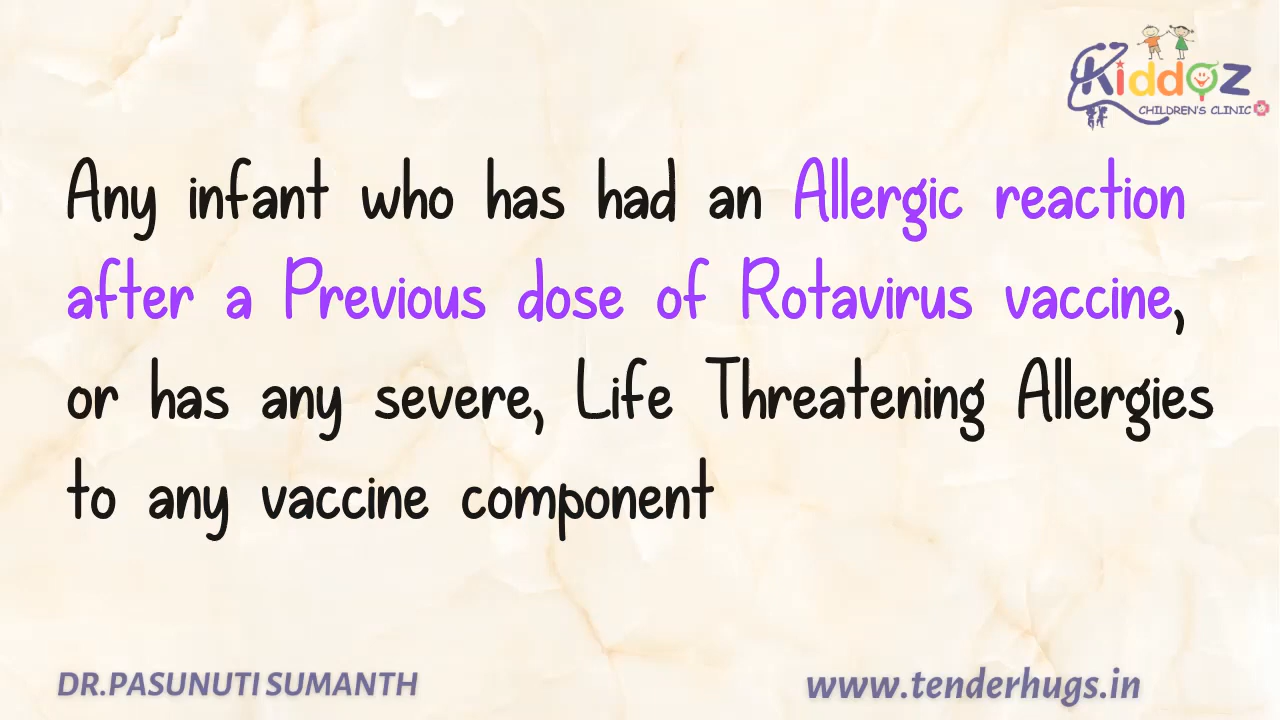 Kiddoz
CHILDREN'S CLINIC
Any infant who has had an Allergic reaction
after a Previous dose of Rotavirus vaccine,
or has any severe, Life Threatening Allergies
to any vaccine component
DR.PASUNUTI SUMANTH
www.tenderhugs.in